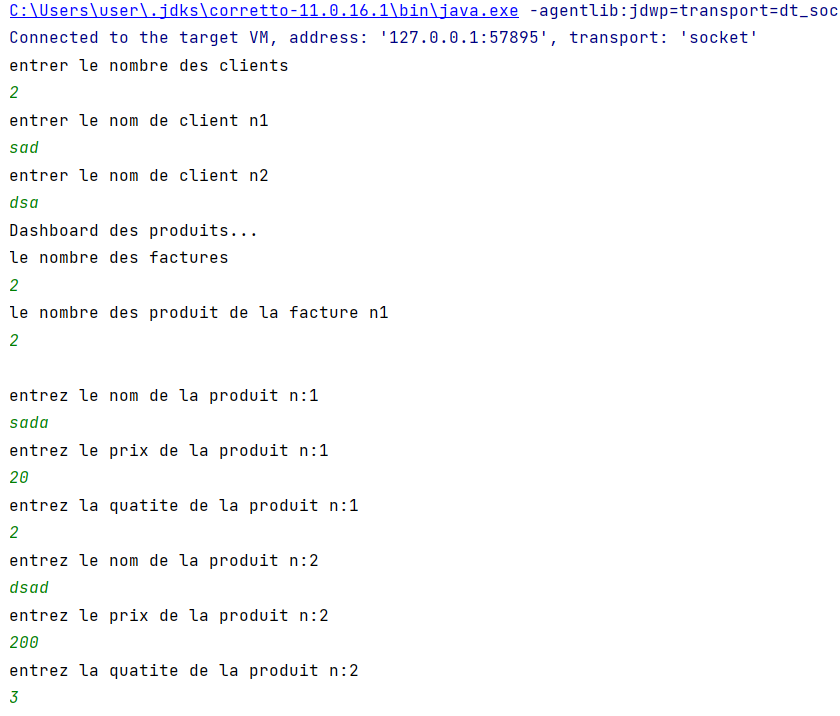 C:\Users\user\.jdks\corretto-11.0.16.1\bin\java.exe -agentlib:jdwp=transport=dt_soc
Connected to the target VM, address: '127.0.0.1:57895', transport: 'socket'
entrer le nombre des clients
2
entrer le nom de client n1
sad
entrer le nom de client n2
dsa
Dashboard des produits...
le nombre des factures
2
le nombre des produit de la facture n1
2
entrez le nom de la produit n:1
sada
entrez le prix de la produit n:1
20
entrez la quatite de la produit n:1
2
entrez le nom de la produit n:2
dsad
entrez le prix de la produit n:2
200
entrez la quatite de la produit n:2
3